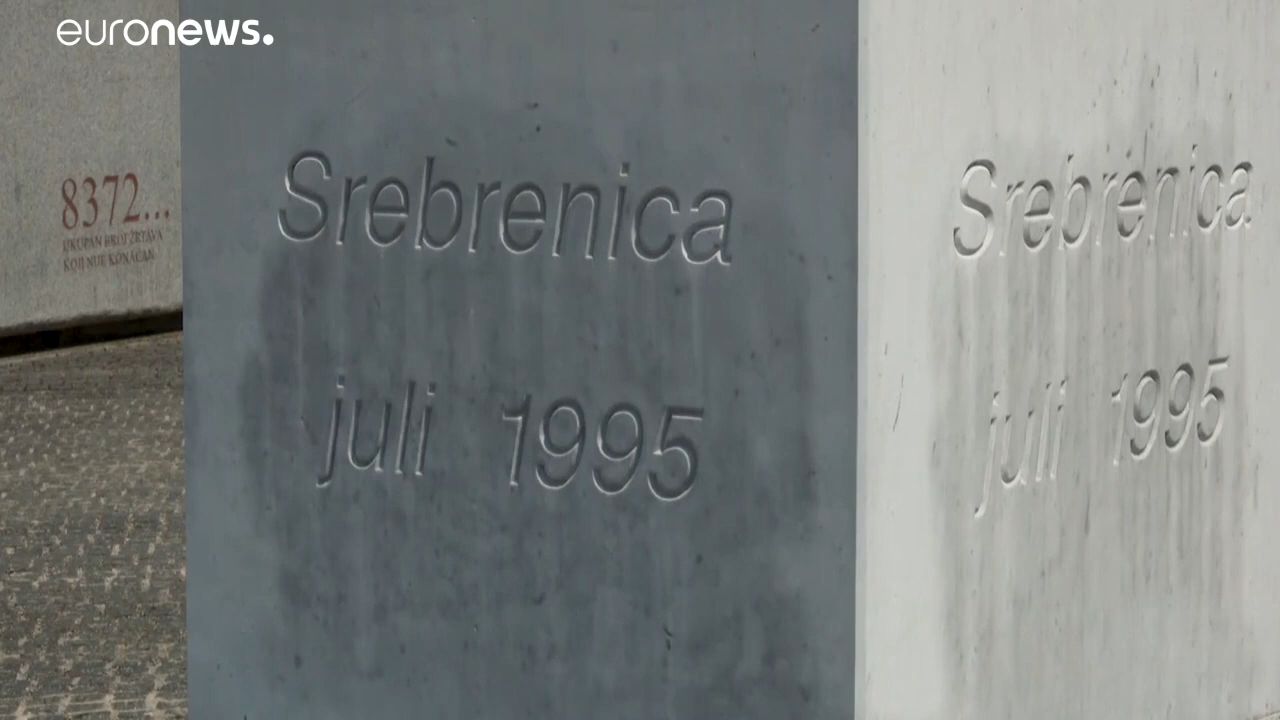 euronews.
8372...
UKUPAN BROJ ŽRTAVA
KOJI NIJE KONAČAN
Srebrenica
juli 1995
Srebrenica
juli 1995